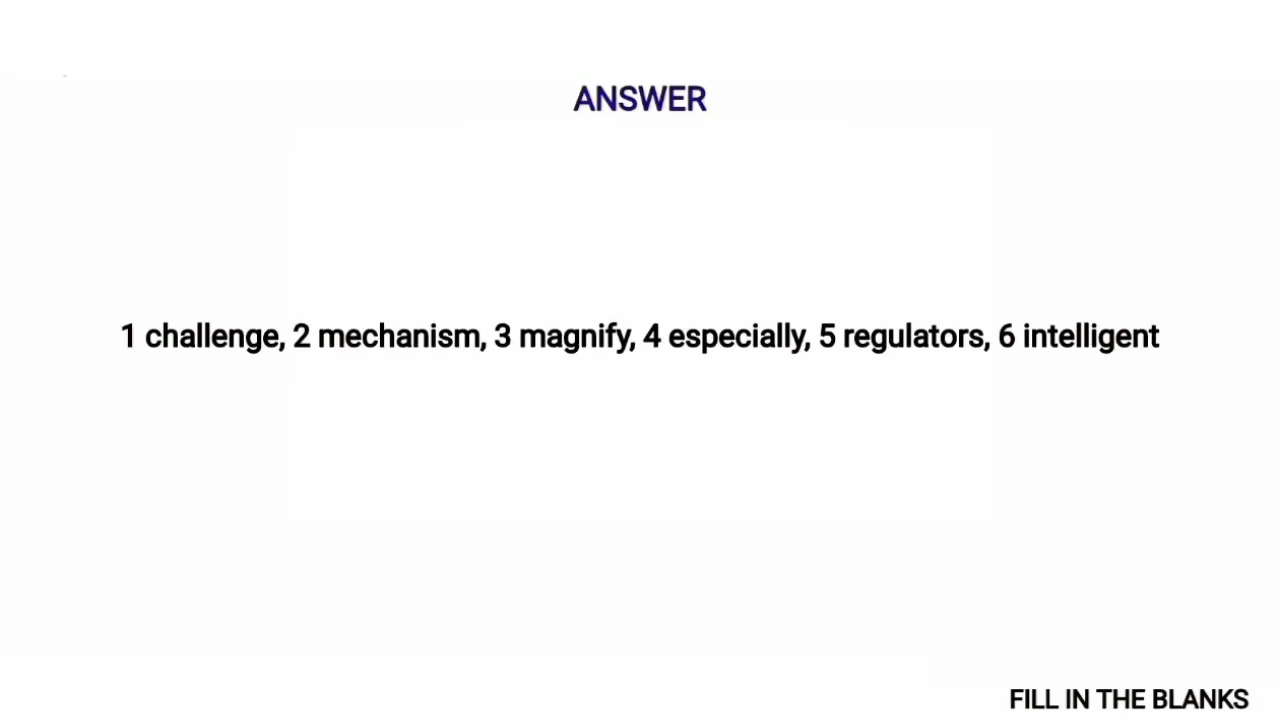 ANSWER
1 challenge, 2 mechanism, 3 magnify, 4 especially, 5 regulators, 6 intelligent
FILL IN THE BLANKS